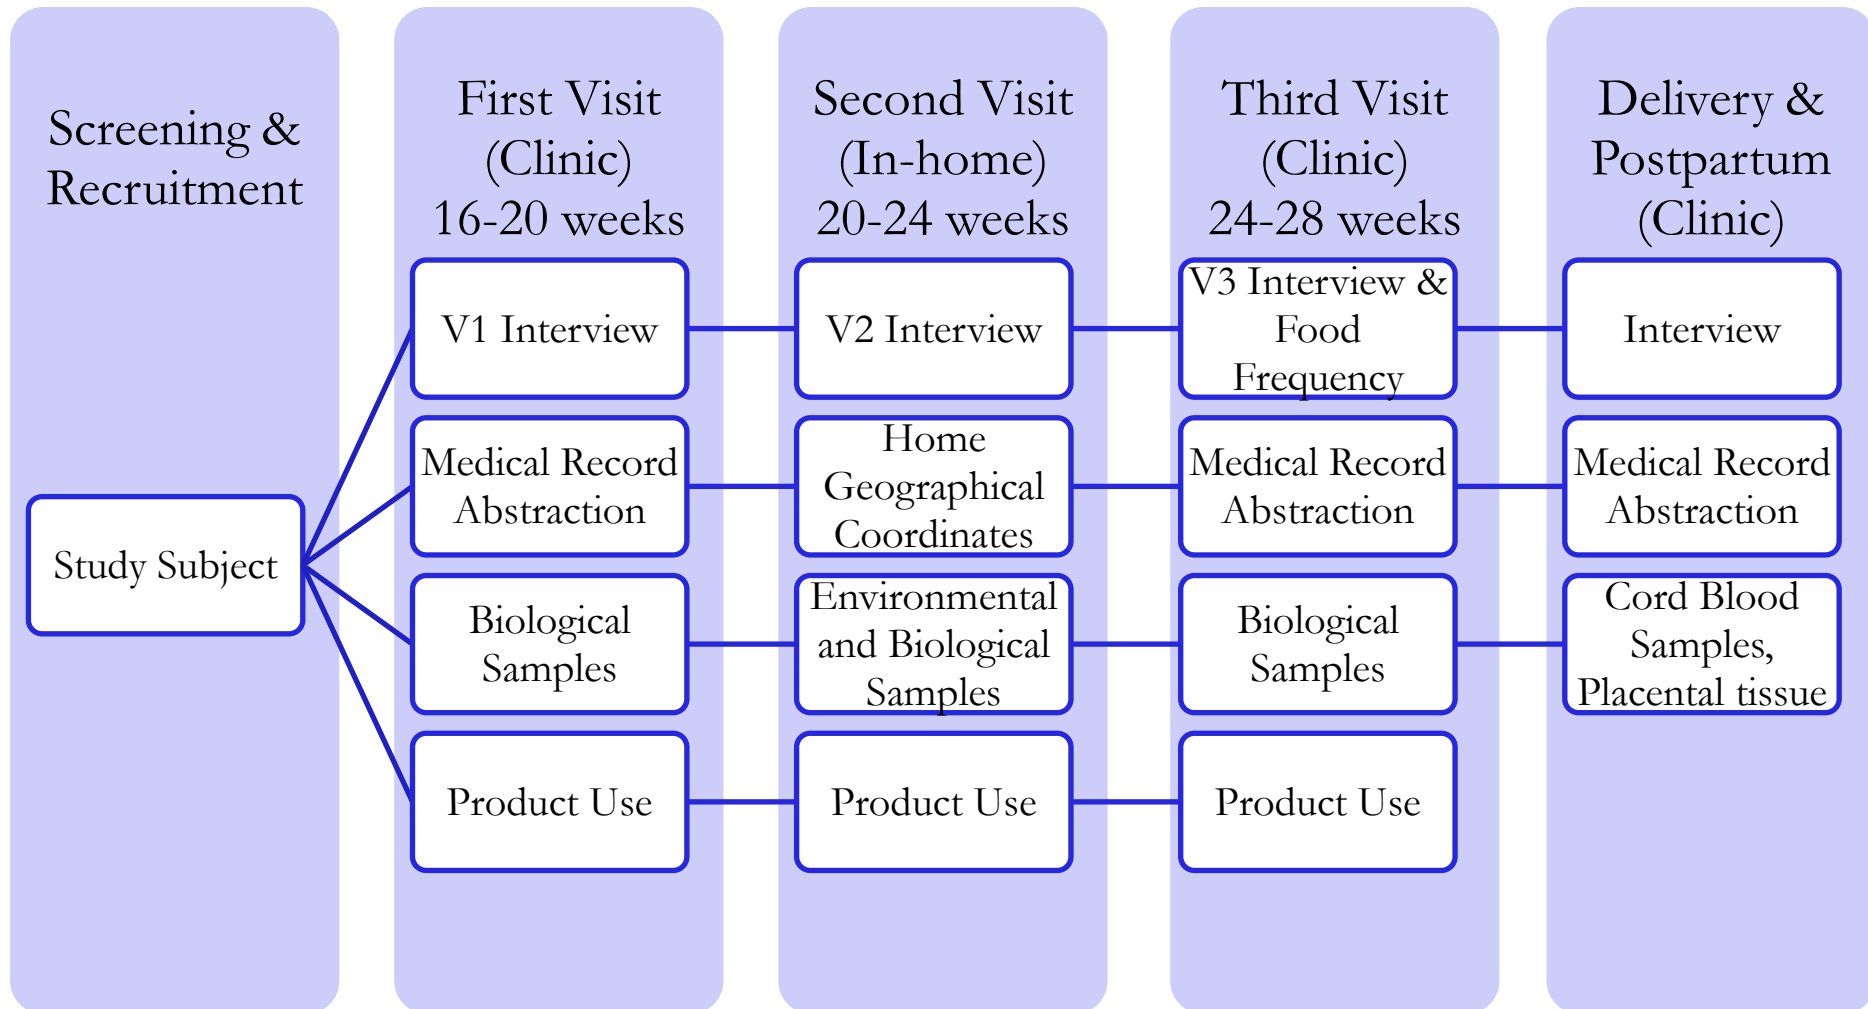 Screening &
Recruitment
Study Subject
First Visit
(Clinic)
16-20 weeks
V1 Interview
Medical Record
Abstraction
Biological
Samples
Product Use
Second Visit
(In-home)
20-24 weeks
V2 Interview
Home
Geographical
Coordinates
Environmental
and Biological
Samples
Product Use
Third Visit
(Clinic)
24-28 weeks
V3 Interview &
Food
Frequency
Medical Record
Abstraction
Biological
Samples
Product Use
Delivery &
Postpartum
(Clinic)
Interview
Medical Record
Abstraction
Cord Blood
Samples,
Placental tissue